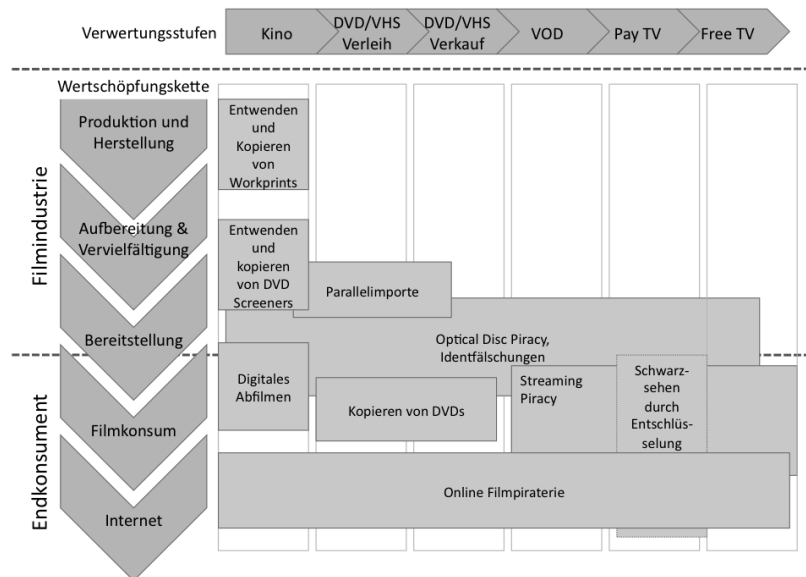 Verwertungsstufen
Kino
DVD/VHS
Verleih
DVD/VHS
Verkauf
VOD
Pay TV
Free TV
Wertschöpfungskette
Filmindustrie
Endkonsument
Produktion und
Herstellung
Aufbereitung &
Vervielfältigung
Bereitstellung
Filmkonsum
Internet
Entwenden
und
Kopieren
von
Workprints
Entwenden
und
kopieren
von DVD
Screeners
Parallelimporte
Optical Disc Piracy,
Identfälschungen
Digitales
Abfilmen
Kopieren von DVDs
Streaming
Piracy
Schwarz-
sehen
durch
Entschlüs-
selung
Online Filmpiraterie